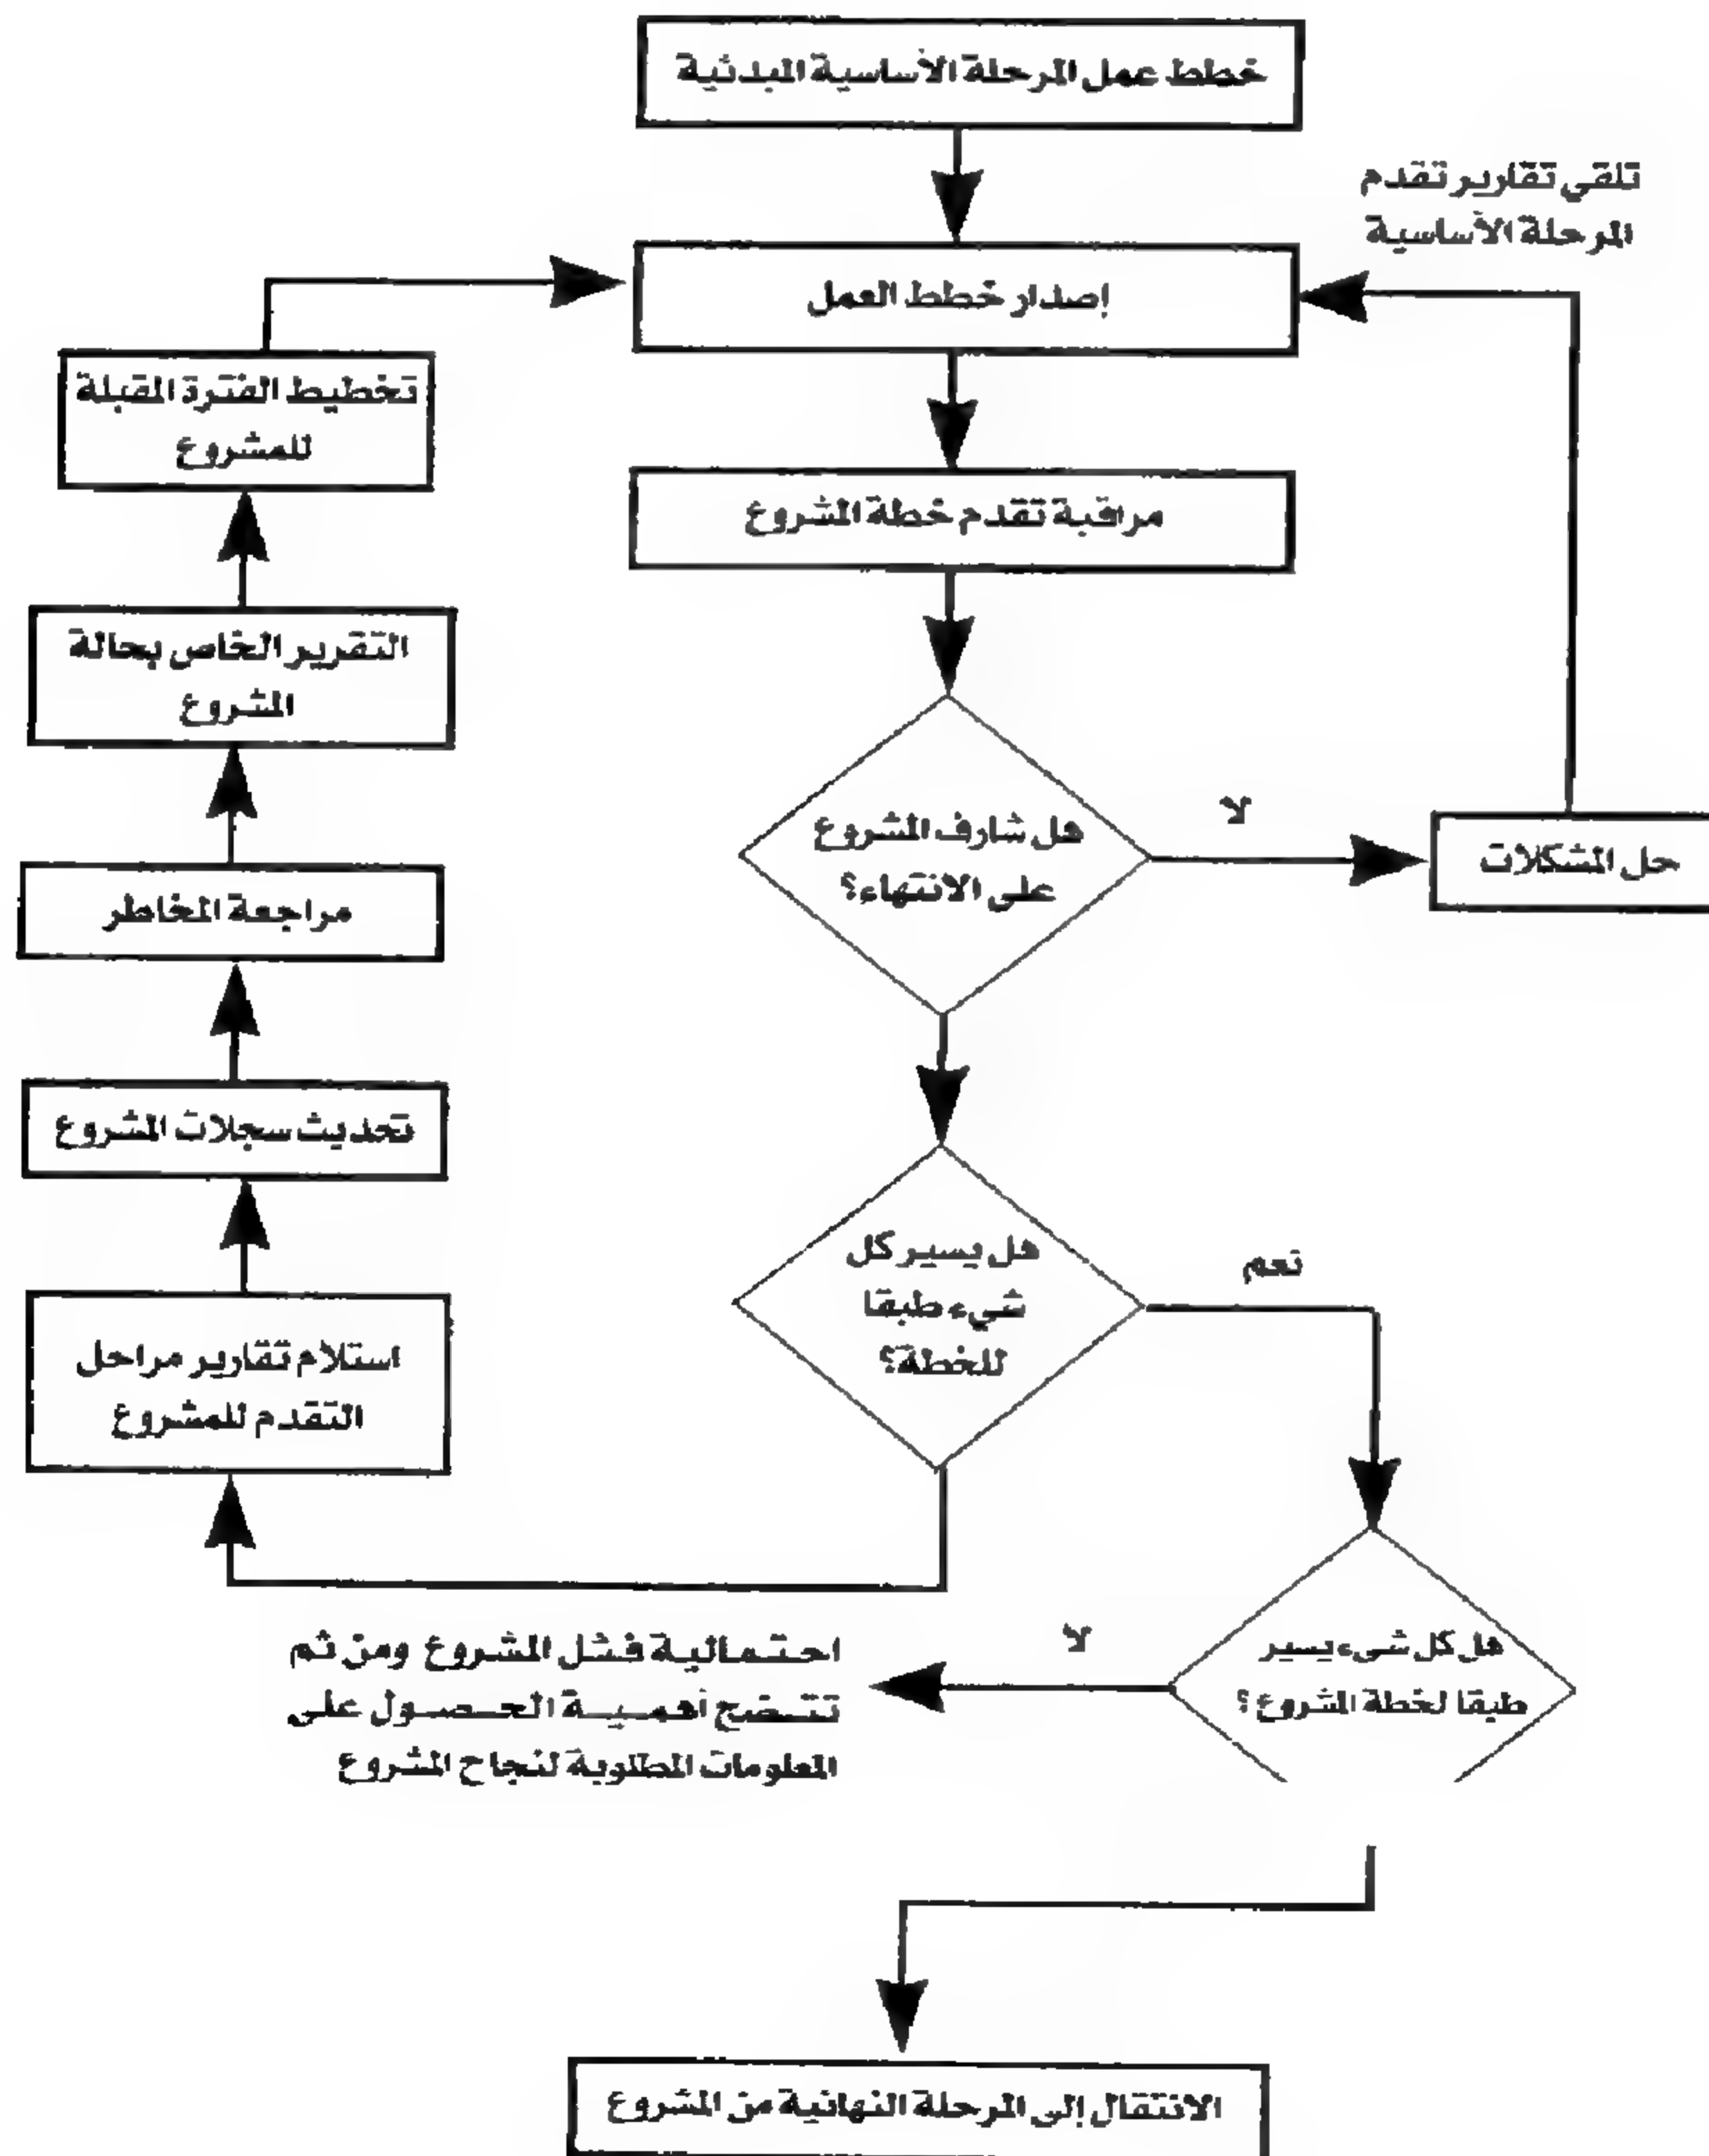 خطط عمل المرحلة الأساسية المبدئية
تلقي تقارير تقدم
المرحلة الأساسية
إصدار خطط العمل
تخطيط الفترة المقبلة
للمشروع
مراقبة تقدم خطة المشروع
التقرير الخاص بحالة
المشروع
هل شارف المشروع
على الانتهاء؟
لا
حل المشكلات
مراجعة المخاطر
تحديث سجلات المشروع
هل يسير كل
شيء طبقا
للخطة؟
نعم
استلام تقارير مراحل
التقدم للمشروع
هل كل شىء يسير
طبقا لخطة المشروع؟
لا
احتمالية فشل المشروع ومن ثم
تتضح أهمية الحصول على
المعلومات المطلوبة لنجاح المشروع
الانتقال إلى المرحلة النهائية من المشروع